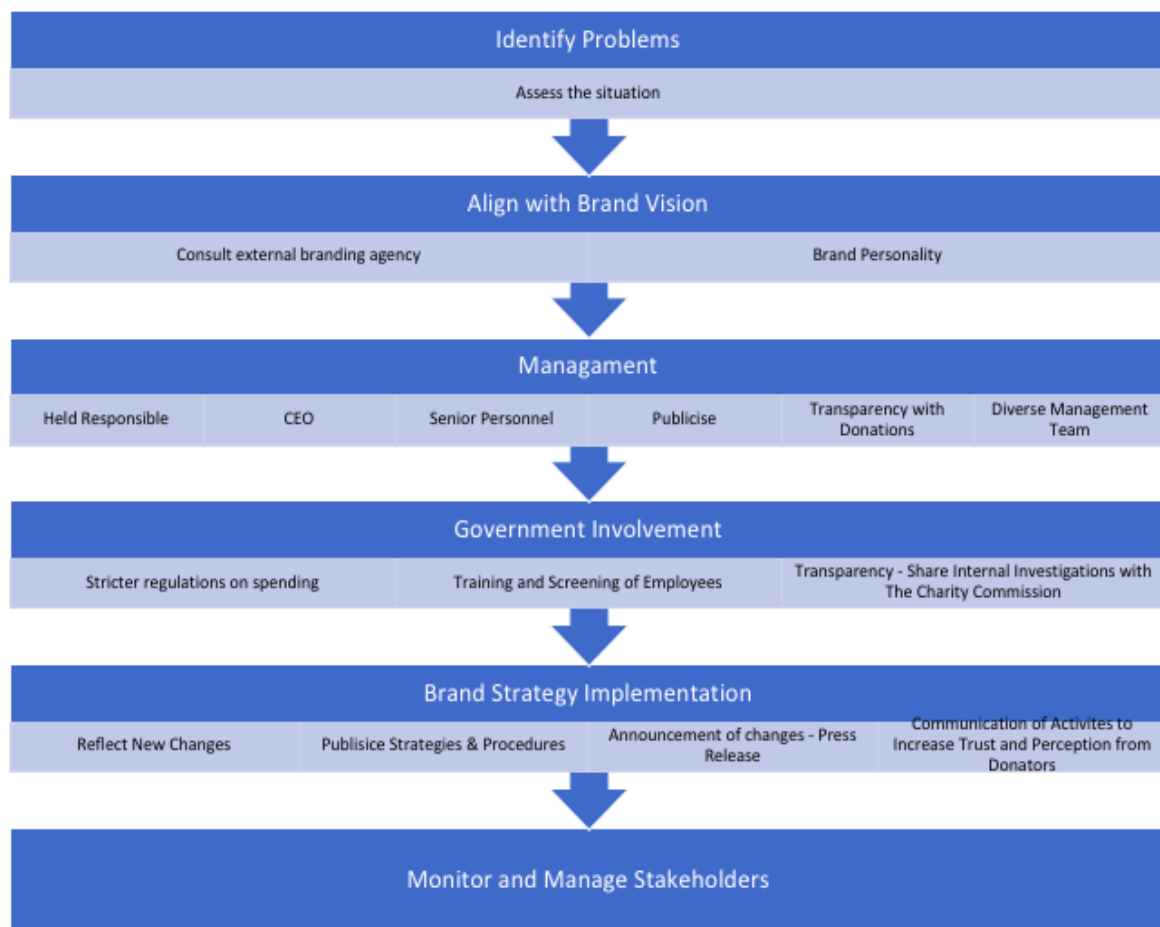 Identify Problems
Assess the situation
Align with Brand Vision
Consult external branding agency
Brand Personality
Managament
Held Responsible
CEO
Senior Personnel
Publicise
Transparency with
Donations
Diverse Management
Team
Government Involvement
Stricter regulations on spending
Training and Screening of Employees
Transparency - Share Internal Investigations with
The Charity Commission
Brand Strategy Implementation
Reflect New Changes
Publisice Strategies & Procedures
Announcement of changes - Press
Release
Communication of Activites to
Increase Trust and Perception from
Donators
Monitor and Manage Stakeholders